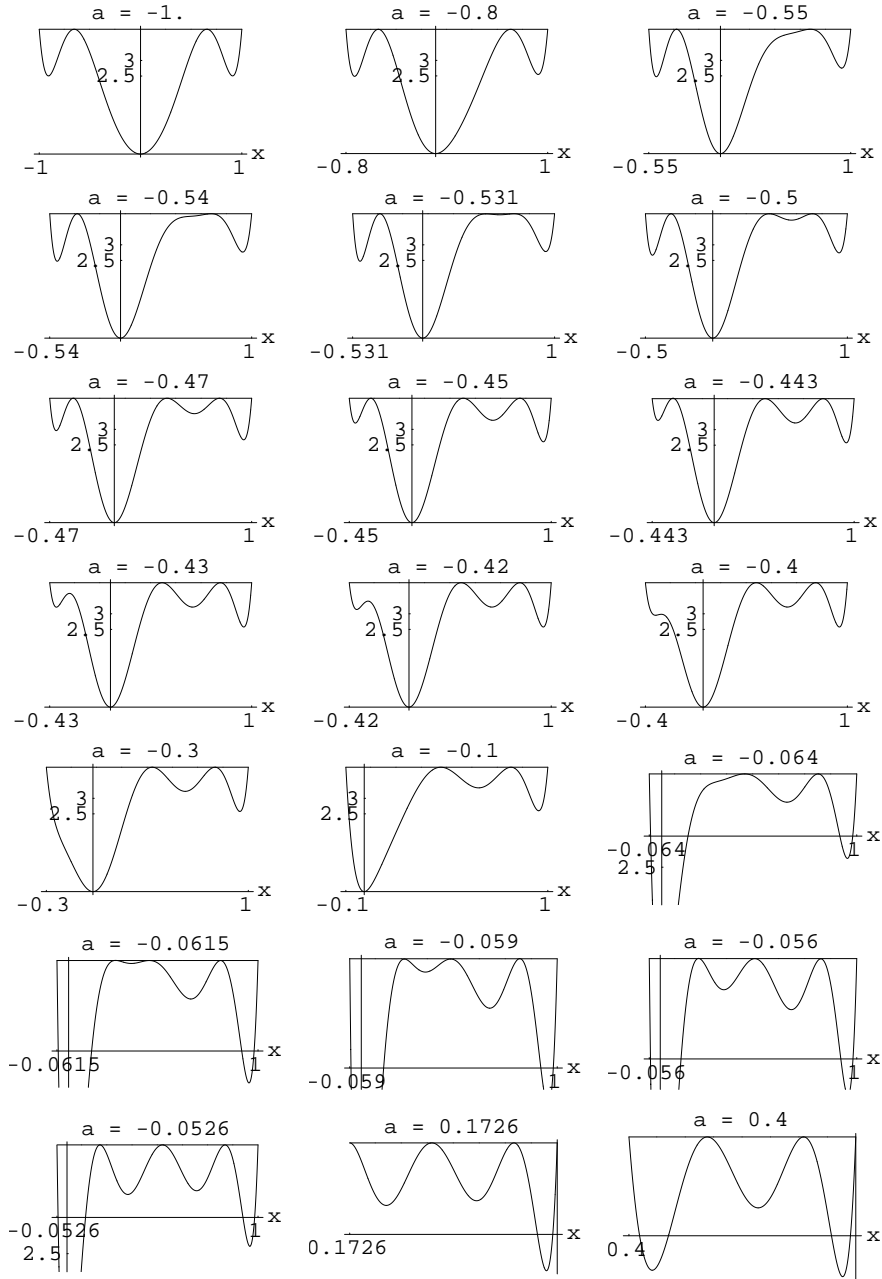 a = -1.
a = -0.8
a = -0.55
3
3
3
2.5
2.5
2.5
x
x
x
-1
1
-0.8
1
-0.55
1
a = -0.54
a = -0.531
a = -0.5
3
3
3
2.5
2.5
2.5
x
x
x
-0.54
1
-0.531
1
-0.5
1
a = -0.47
a = -0.45
a = -0.443
3
3
3
2.5
2.5
2.5
x
x
x
-0.47
1
-0.45
1
-0.443
1
a = -0.43
a = -0.42
a = -0.4
3
3
3
2.5
2.5
2.5
x
x
x
-0.43
1
-0.42
1
-0.4
1
a = -0.3
a = -0.1
a = -0.064
3
3
2.5
2.5
x
-0.064
1
2.5
x
x
-0.3
1
-0.1
1
a = -0.0615
a = -0.059
a = -0.056
x
x
x
-0.0615
1
-0.059
1
-0.056
1
a = -0.0526
a = 0.1726
a = 0.4
x
x
x
-0.0526
1
0.1726
0.4
2.5